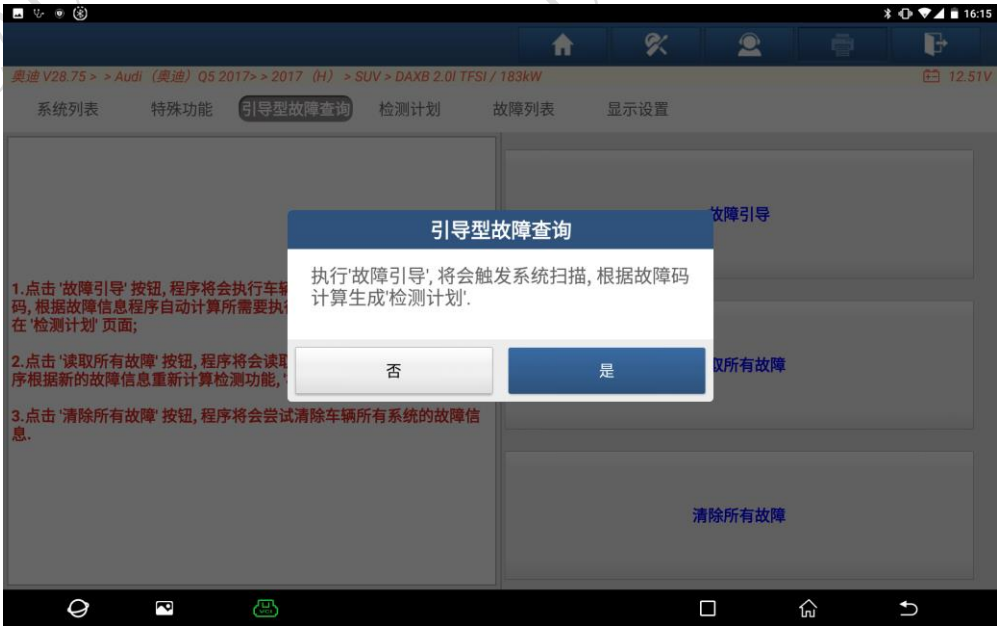 16:15
奥迪 V28.75 > > Audi（奥迪）Q5 2017> > 2017（H）> SUV > DAXB 2.0l TFSI / 183kW
12.51V
系统列表 特殊功能 引导型故障查询 检测计划 故障列表 显示设置
引导型故障查询
执行'故障引导', 将会触发系统扫描, 根据故障码
计算生成'检测计划'.
否 是
1.点击 '故障引导' 按钮, 程序将会执行车辆
码, 根据故障信息程序自动计算所需要执行
在 '检测计划' 页面;
2.点击 '读取所有故障' 按钮, 程序将会读取
序根据新的故障信息重新计算检测功能,
3.点击 '清除所有故障' 按钮, 程序将会尝试清除车辆所有系统的故障信
息.
故障引导
取所有故障
清除所有故障